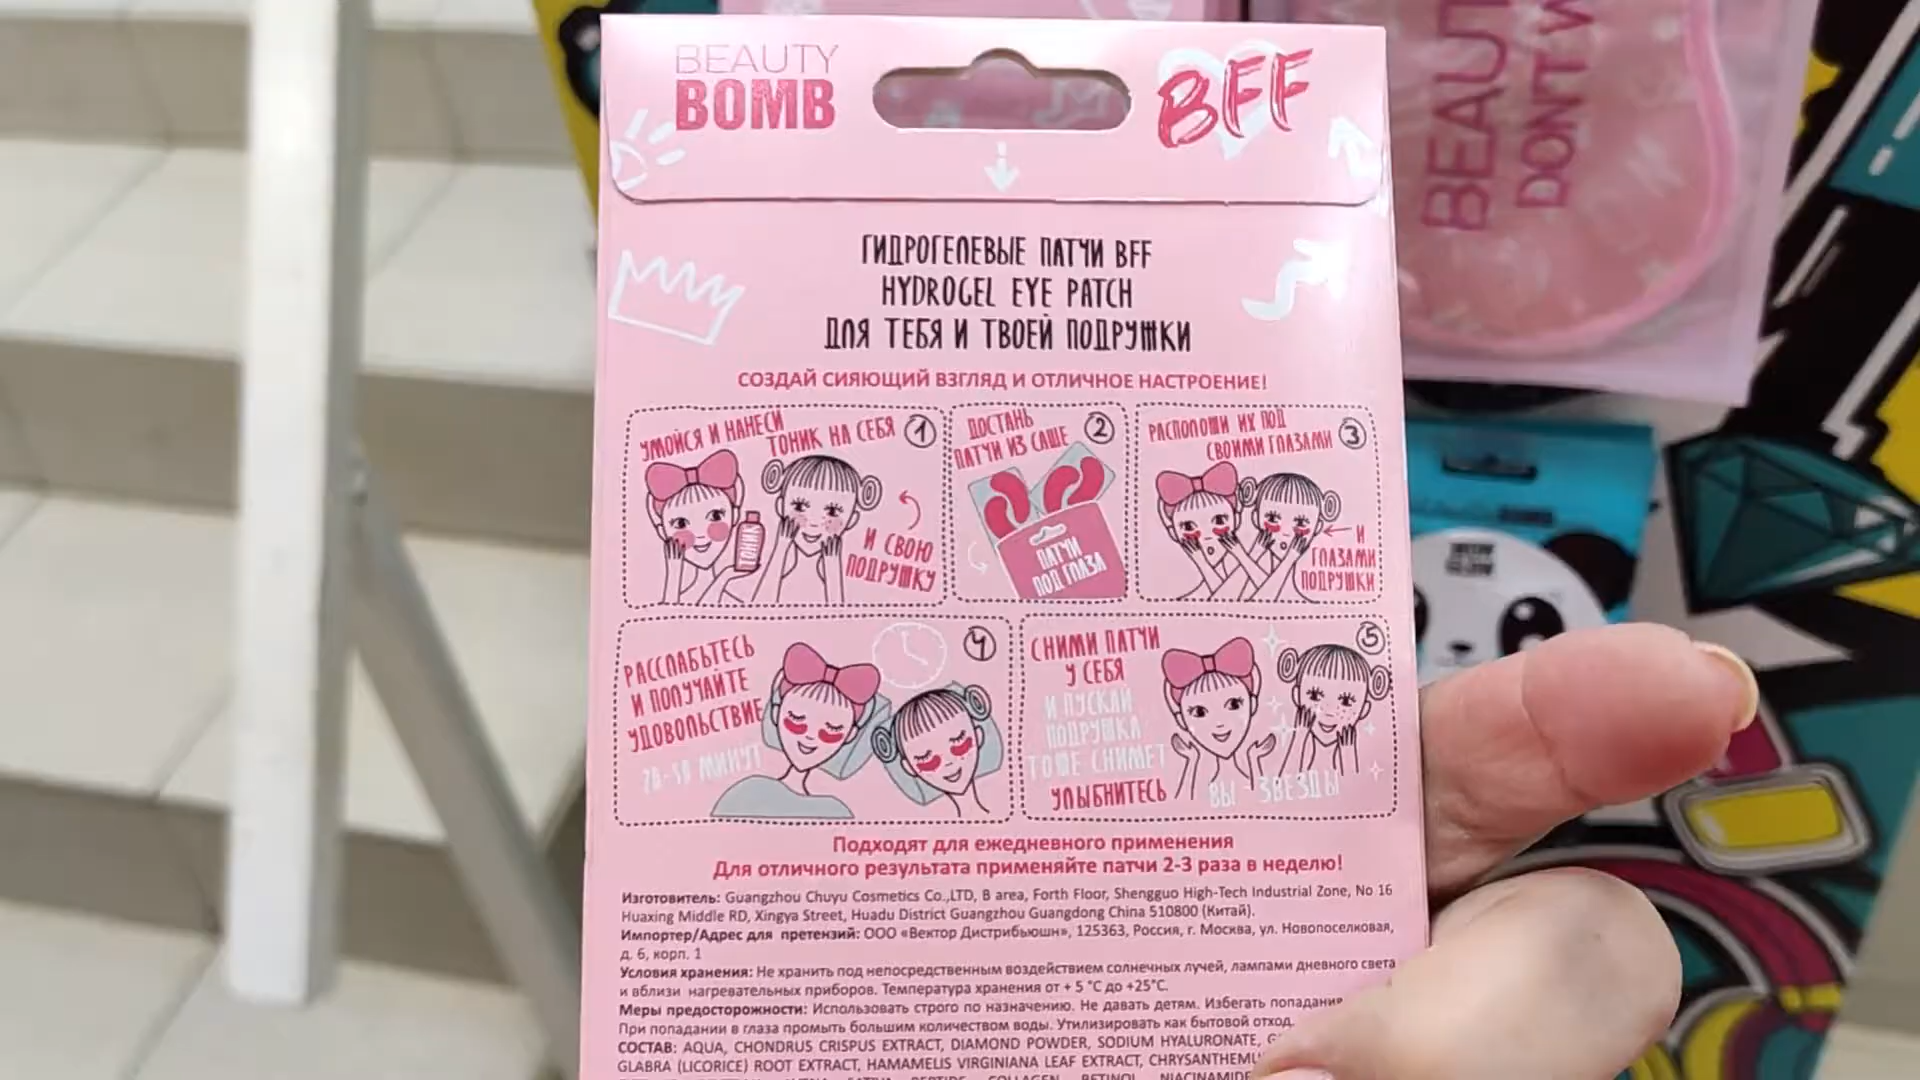 BEAUTY
BOMB
BFF
ГИДРОГЕЛЕВЫЕ ПАТЧИ BFF
HYDROGEL EYE PATCH
ДЛЯ ТЕБЯ И ТВОЕЙ ПОДРУЖКИ
СОЗДАЙ СИЯЮЩИЙ ВЗГЛЯД И ОТЛИЧНОЕ НАСТРОЕНИЕ!
УМОЙСЯ И НАНЕСИ
ТОНИК НА СЕБЯ
1
ТОНИК
И СВОЮ
ПОДРУЖКУ
ДОСТАНЬ
ПАТЧИ ИЗ САШЕ
2
ПАТЧИ
ПОД ГЛАЗА
РАСПОЛОЖИ ИХ ПОД
СВОИМИ ГЛАЗАМИ
3
И
ГЛАЗАМИ
ПОДРУЖКИ
РАССЛАБЬТЕСЬ
И ПОЛУЧАЙТЕ
УДОВОЛЬСТВИЕ
МИНУТ
4
СНИМИ ПАТЧИ
У СЕБЯ
И ПУСКАЙ
ПОДРУЖКА
ТОЖЕ СНИМЕТ
УЛЫБНИТЕСЬ
ВЫ - ЗВЕЗДЫ
5
Подходят для ежедневного применения
Для отличного результата применяйте патчи 2-3 раза в неделю!
Изготовитель: Guangzhou Chuyu Cosmetics Co.,LTD, B area, Forth Floor, Shengguo High-Tech Industrial Zone, No 16
Huaxing Middle RD, Xingya Street, Huadu District Guangzhou Guangdong China 510800 (Китай).
Импортер/Адрес для претензий: ООО «Вектор Дистрибьюшн», 125363, Россия, г. Москва, ул. Новопоселковая,
д. 6, корп. 1
Условия хранения: Не хранить под непосредственным воздействием солнечных лучей, лампами дневного света
и вблизи нагревательных приборов. Температура хранения от + 5 °С до +25°С.
Меры предосторожности: Использовать строго по назначению. Не давать детям. Избегать попадания
При попадании в глаза промыть большим количеством воды. Утилизировать как бытовой отход.
СОСТАВ: AQUA, CHONDRUS CRISPUS EXTRACT, DIAMOND POWDER, SODIUM HYALURONATE,
GLABRA (LICORICE) ROOT EXTRACT, HAMAMELIS VIRGINIANA LEAF EXTRACT,
PEPTIDE, COLLAGEN, RETINOL, NIACINAMIDE
BEAUT
DON'T W